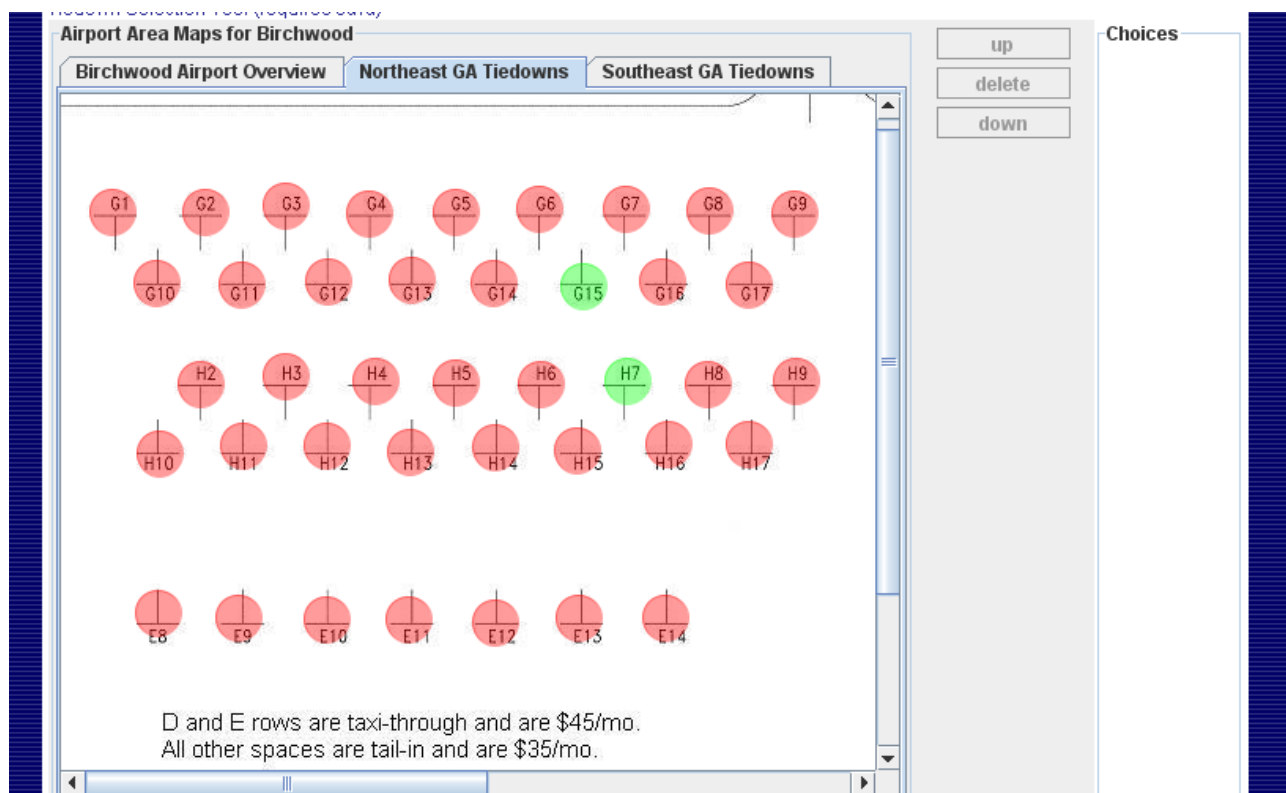 Airport Area Maps for Birchwood
Birchwood Airport Overview Northeast GA Tiedowns Southeast GA Tiedowns
up
delete
down
Choices
G1 G2 G3 G4 G5 G6 G7 G8 G9
G10 G11 G12 G13 G14 G15 G16 G17
H2 H3 H4 H5 H6 H7 H8 H9
H10 H11 H12 H13 H14 H15 H16 H17
E8 E9 E10 E11 E12 E13 E14
D and E rows are taxi-through and are $45/mo.
All other spaces are tail-in and are $35/mo.